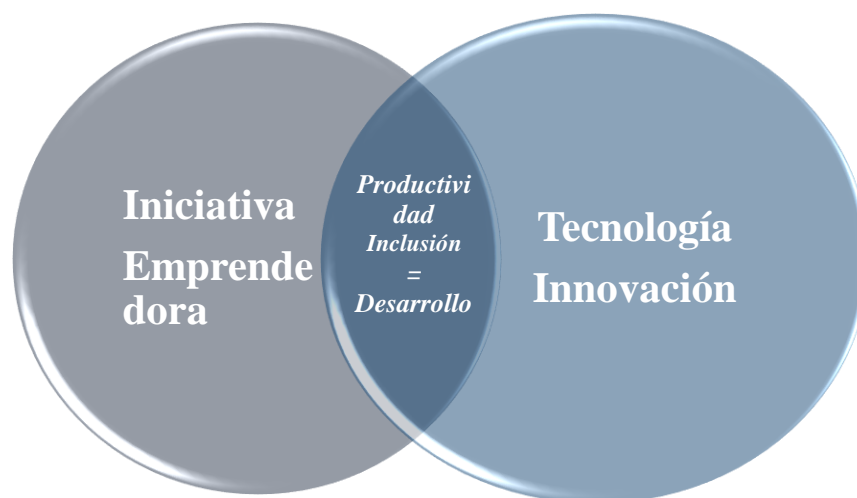 Iniciativa
Emprende
dora
Productivi
dad
Inclusión
=
Desarrollo
Tecnología
Innovación